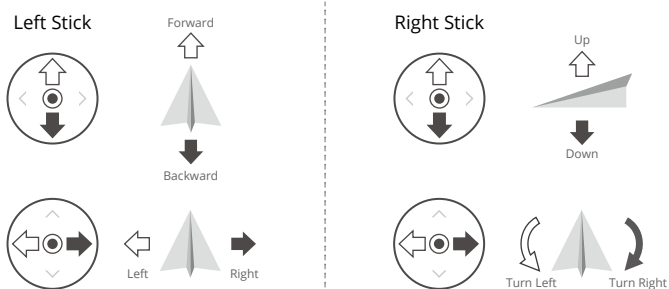 Left Stick
Forward
Backward
Left
Right
Right Stick
Up
Down
Turn Left
Turn Right